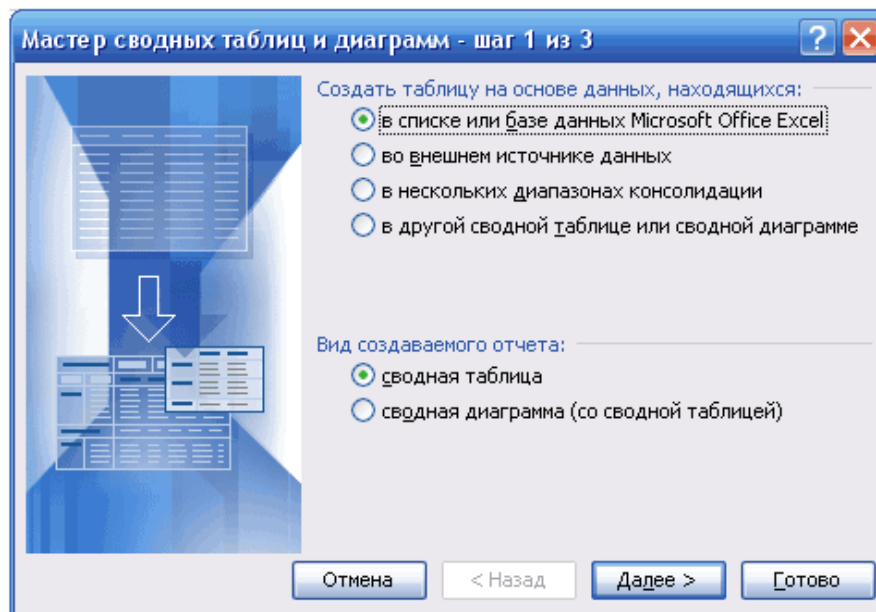 Мастер сводных таблиц и диаграмм - шаг 1 из 3
Создать таблицу на основе данных, находящихся:
в списке или базе данных Microsoft Office Excel
во внешнем источнике данных
в нескольких диапазонах консолидации
в другой сводной таблице или сводной диаграмме
Вид создаваемого отчета:
сводная таблица
сводная диаграмма (со сводной таблицей)
Отмена < Назад Далее > Готово